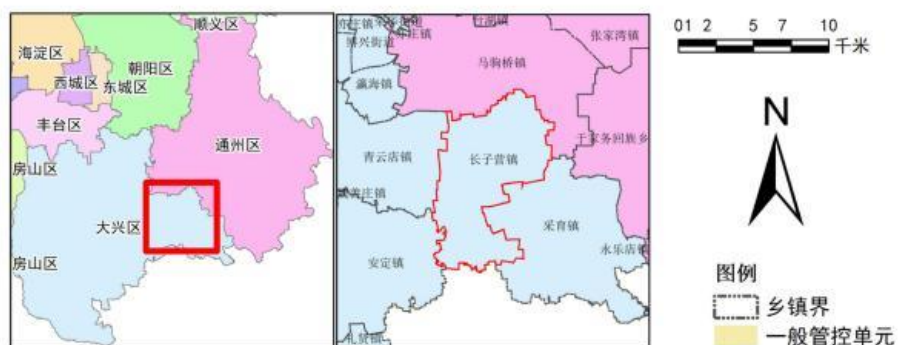 顺义区
海淀区
朝阳区
西城区
东城区
丰台区
通州区
房山区
大兴区
房山区
张家湾镇
马驹桥镇
瀛海镇
于家务回族乡
青云店镇
长子营镇
采育镇
永乐店镇
安定镇
礼贤镇
01 2 5 7 10
千米
N
图例
乡镇界
一般管控单元